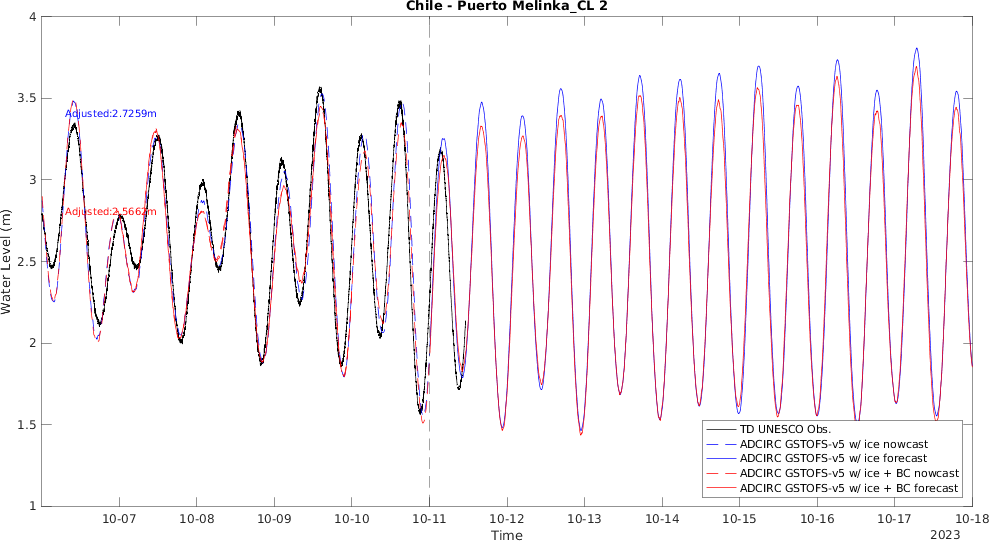 Chile - Puerto Melinka_CL 2
Water Level (m)
4
3.5
3
2.5
2
1.5
1
Adjusted:2.7259m
Adjusted:2.5662m
TD UNESCO Obs.
ADCIRC GSTOFS-v5 w/ ice nowcast
ADCIRC GSTOFS-v5 w/ ice forecast
ADCIRC GSTOFS-v5 w/ ice + BC nowcast
ADCIRC GSTOFS-v5 w/ ice + BC forecast
10-07 10-08 10-09 10-10 10-11 10-12 10-13 10-14 10-15 10-16 10-17 10-18
Time
2023